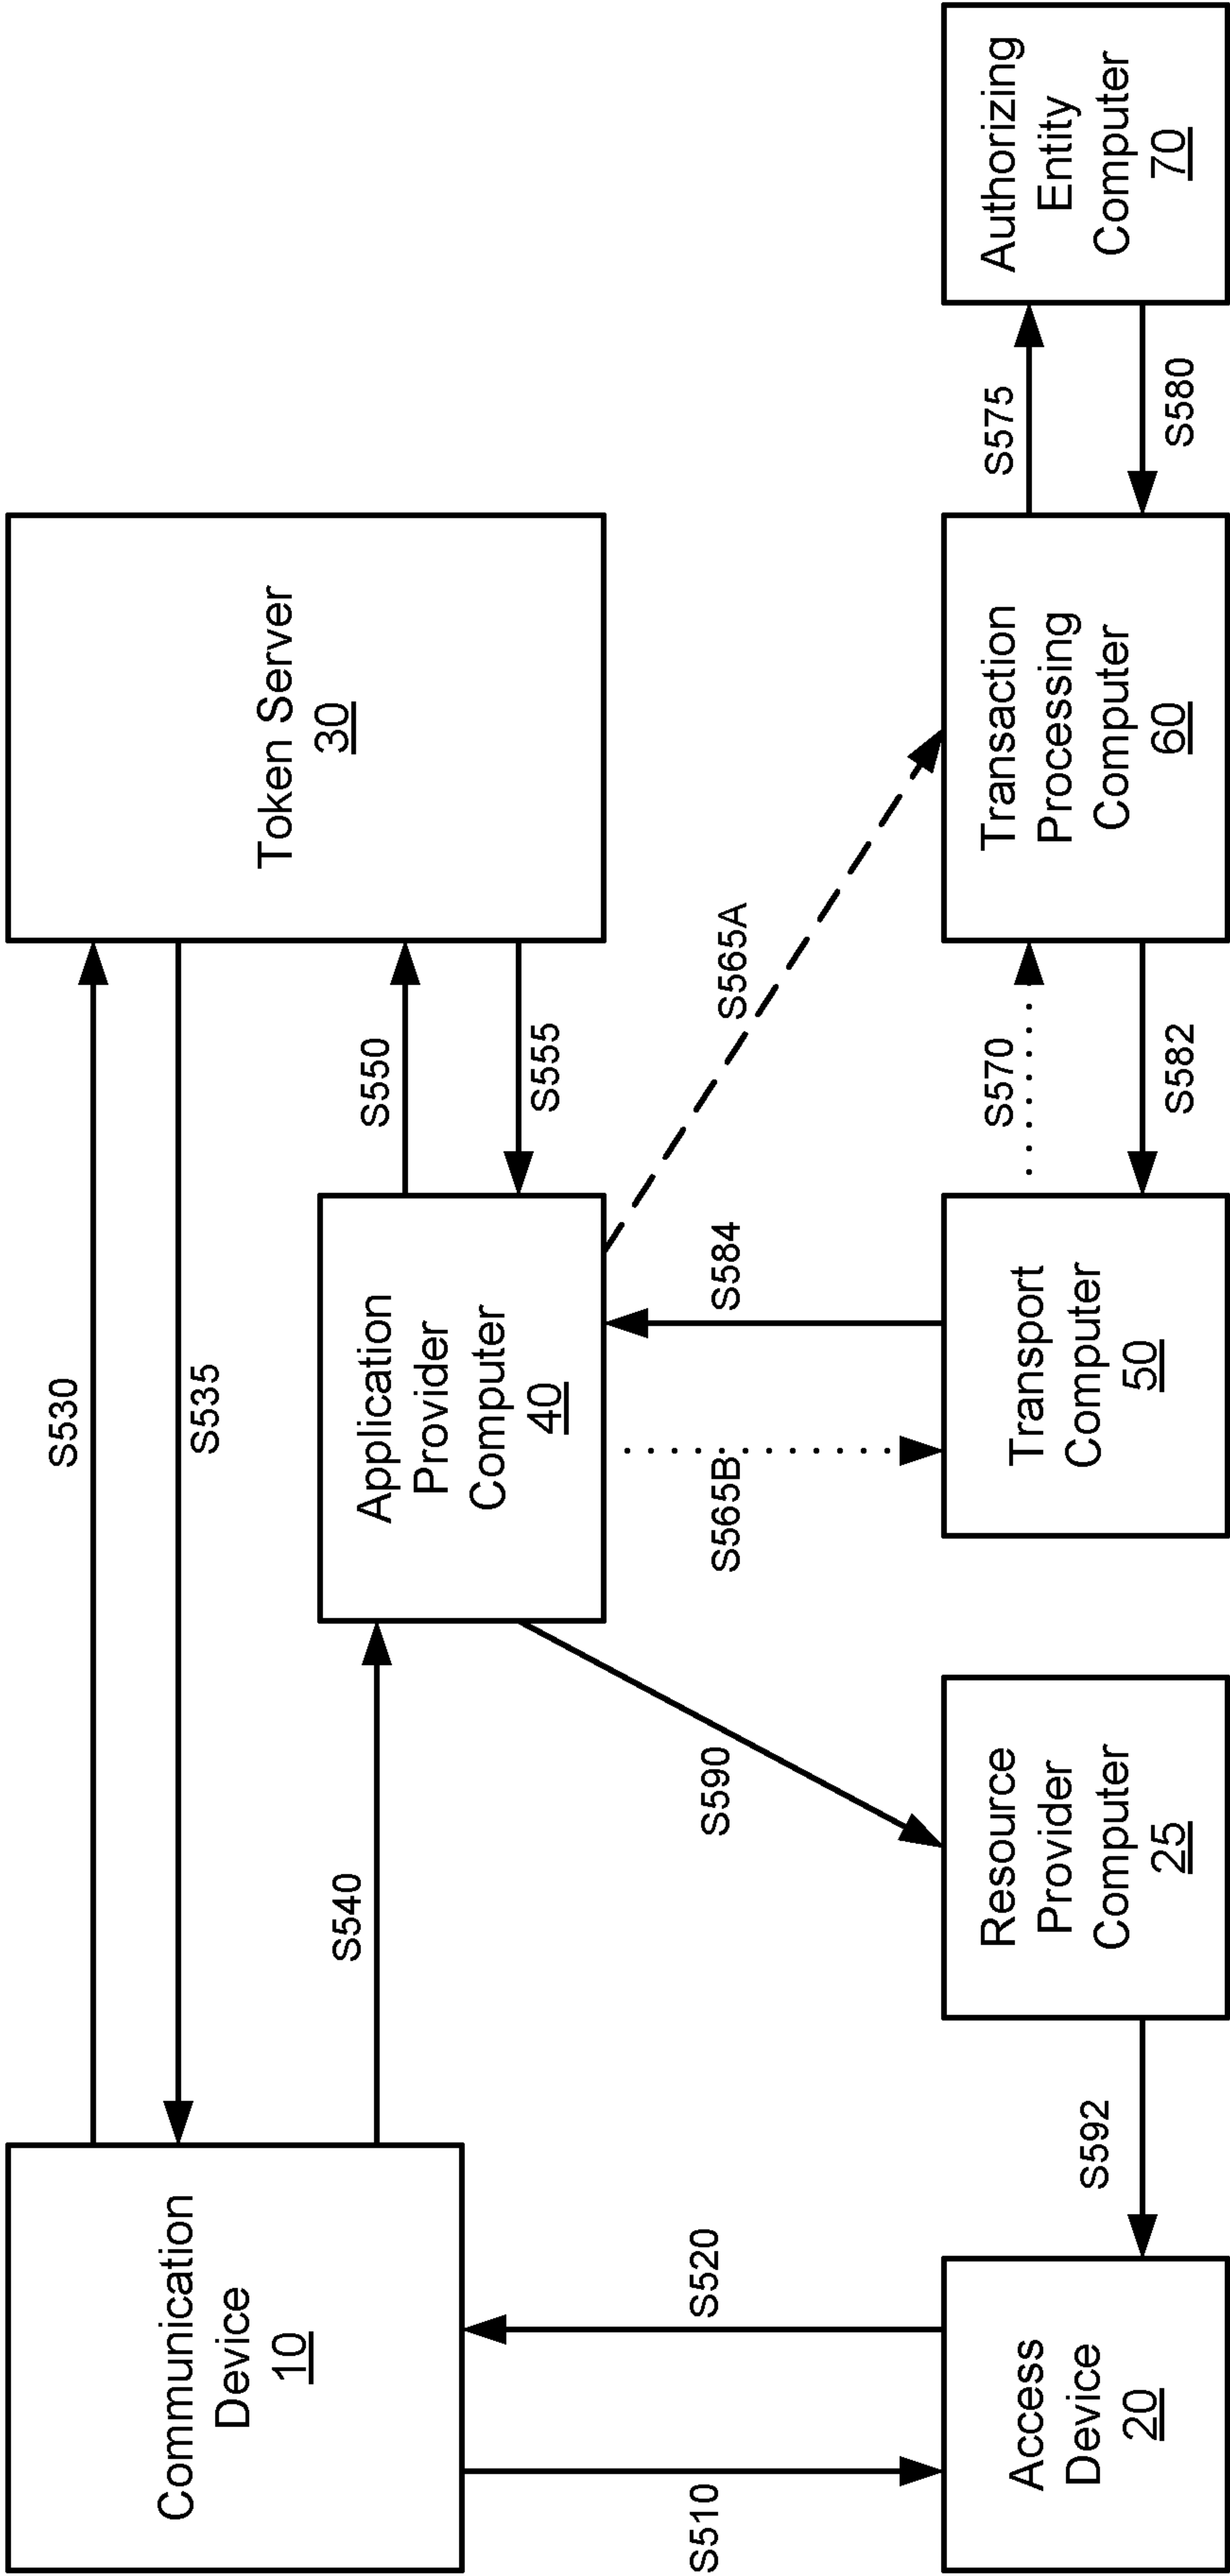 Communication
Device
10
S530
S535
Token Server
30
S540
Application
Provider
Computer
40
S550
S555
S510
S520
S590
S565B
S584
S565A
Access
Device
20
S592
Resource
Provider
Computer
25
Transport
Computer
50
S570
S582
Transaction
Processing
Computer
60
S575
S580
Authorizing
Entity
Computer
70